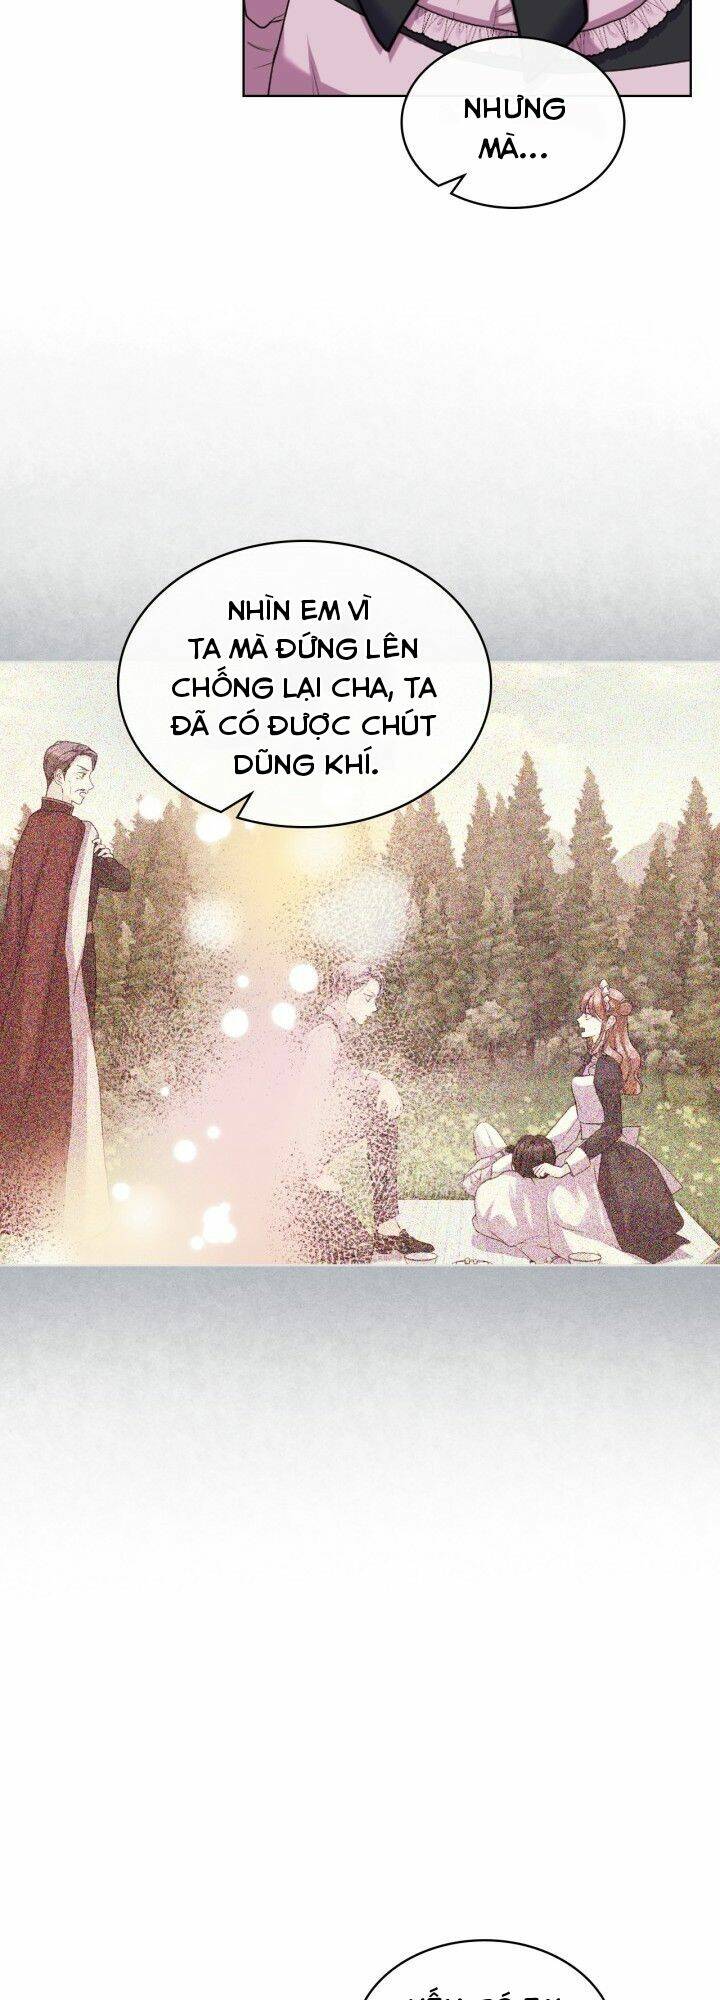 NHƯNG
MÀ...
NHÌN EM VÌ
TA MÀ ĐỨNG LÊN
CHỐNG LẠI CHA, TA
ĐÃ CÓ ĐƯỢC CHÚT
DŨNG KHÍ.